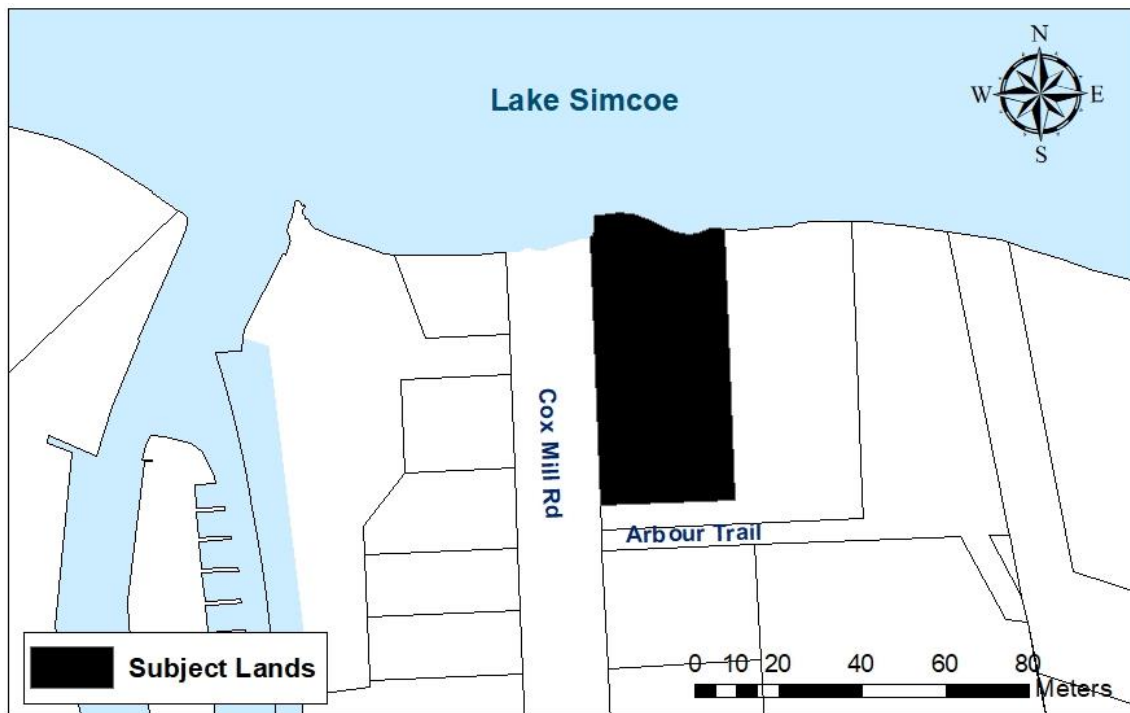 N
Lake Simcoe
W E
S
Cox Mill Rd
Arbour Trail
Subject Lands
0 10 20 40 60 80
Meters